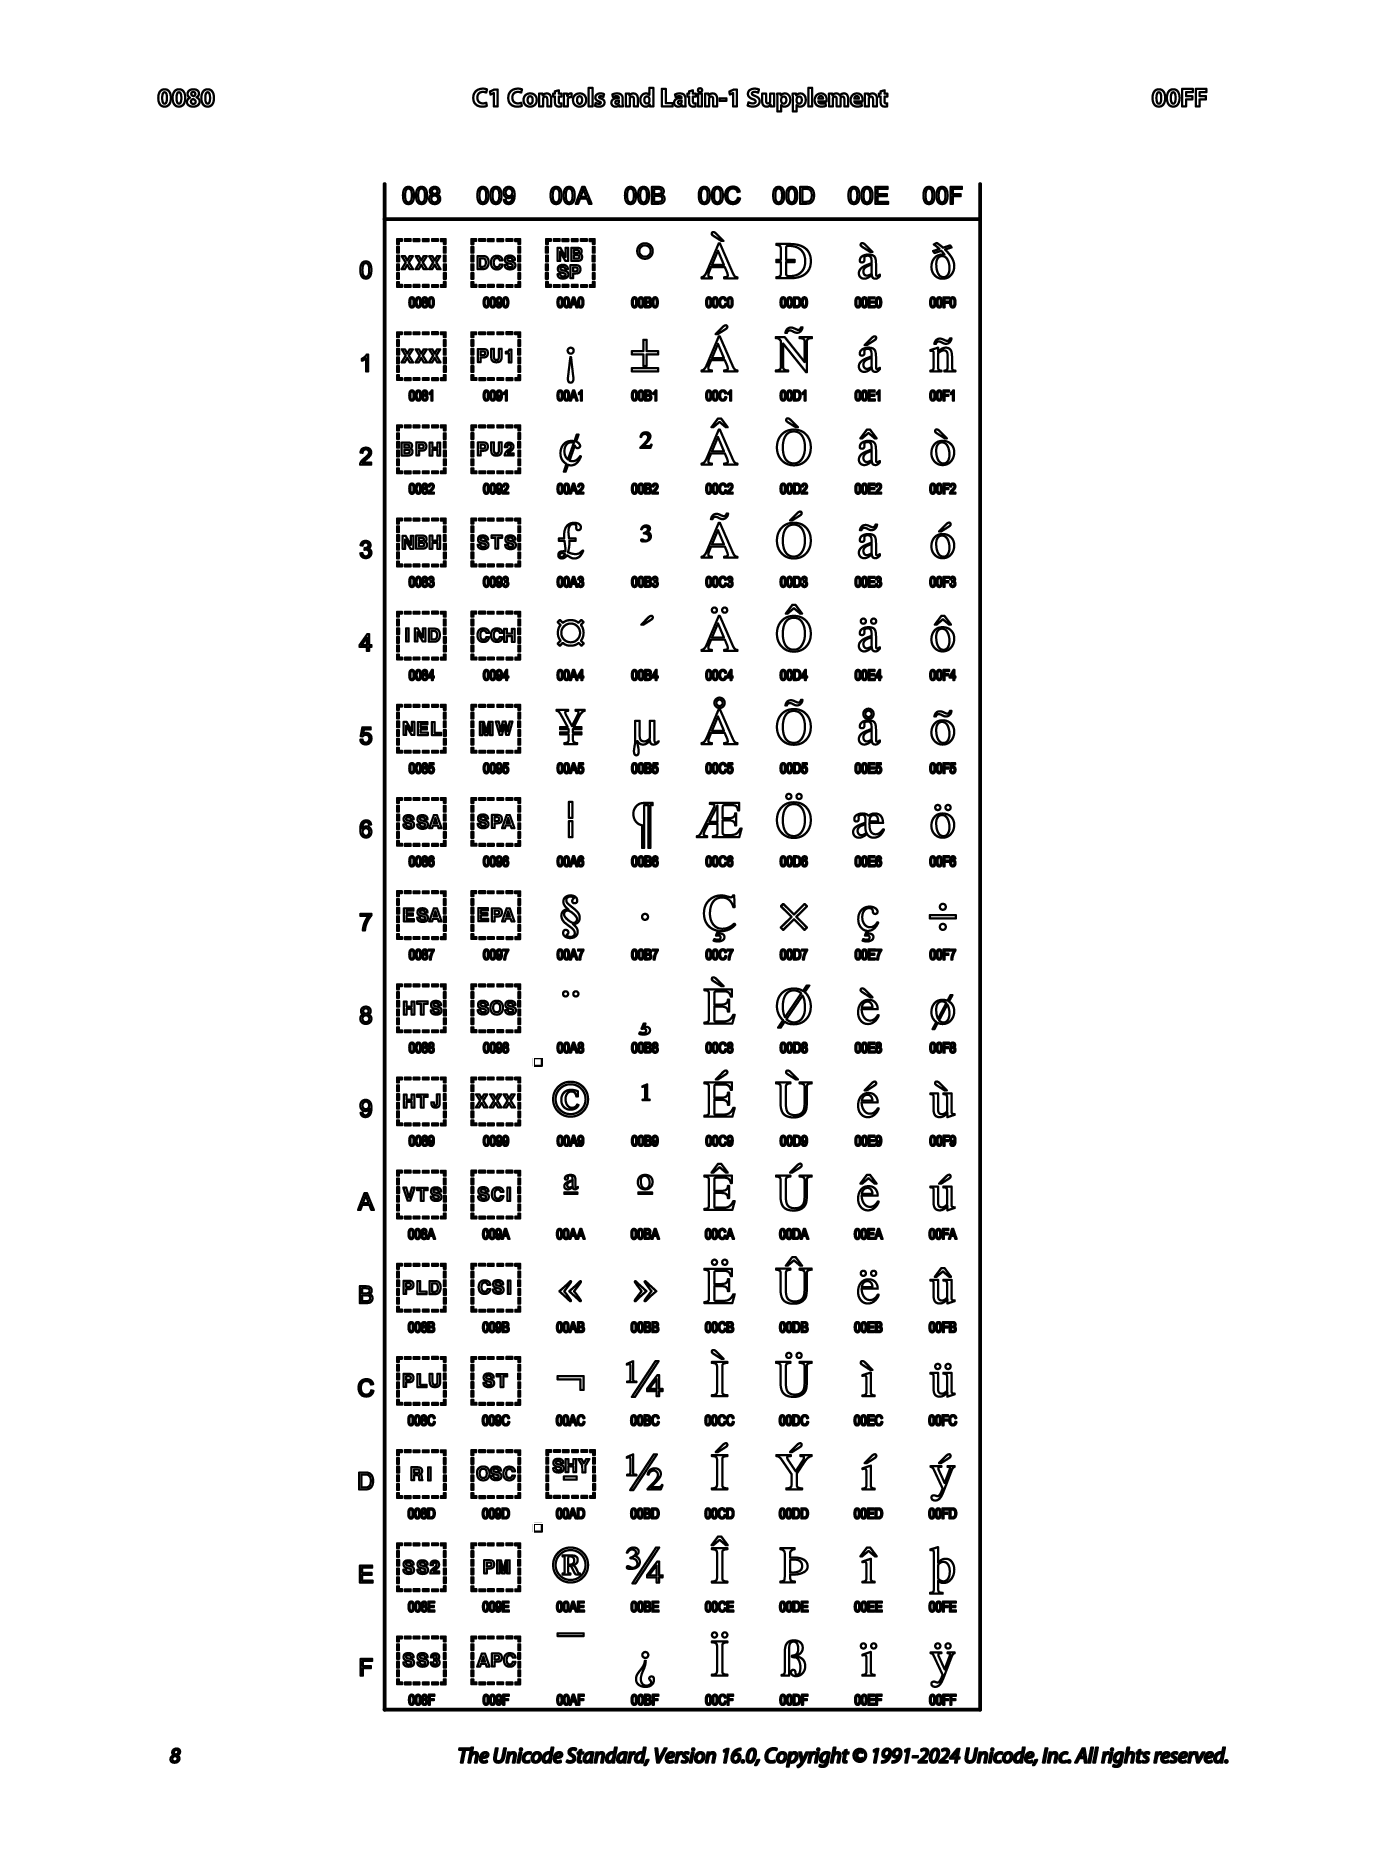 0080 C1 Controls and Latin-1 Supplement 00FF
008 009 00A 00B 00C 00D 00E 00F
0 XXX DCS NB SP ° À Ð à ð
0080 0090 00A0 00B0 00C0 00D0 00E0 00F0
1 XXX PU1 ¡ ± Á Ñ á ñ
0081 0091 00A1 00B1 00C1 00D1 00E1 00F1
2 BPH PU2 ¢ ² Â Ò â ò
0082 0092 00A2 00B2 00C2 00D2 00E2 00F2
3 NBH STS £ ³ Ã Ó ã ó
0083 0093 00A3 00B3 00C3 00D3 00E3 00F3
4 IND CCH ¤ ´ Ä Ô ä ô
0084 0094 00A4 00B4 00C4 00D4 00E4 00F4
5 NEL MW ¥ µ Å Õ å õ
0085 0095 00A5 00B5 00C5 00D5 00E5 00F5
6 SSA SPA ¦ ¶ Æ Ö æ ö
0086 0096 00A6 00B6 00C6 00D6 00E6 00F6
7 ESA EPA § · Ç × ç ÷
0087 0097 00A7 00B7 00C7 00D7 00E7 00F7
8 HTS SOS ¨ ¸ È Ø è ø
0088 0098 00A8 00B8 00C8 00D8 00E8 00F8
9 HTJ XXX © ¹ É Ù é ù
0089 0099 00A9 00B9 00C9 00D9 00E9 00F9
A VTS SCI ª º Ê Ú ê ú
008A 009A 00AA 00BA 00CA 00DA 00EA 00FA
B PLD CSI « » Ë Û ë û
008B 009B 00AB 00BB 00CB 00DB 00EB 00FB
C PLU ST ¬ ¼ Ì Ü ì ü
008C 009C 00AC 00BC 00CC 00DC 00EC 00FC
D RI OSC SHY ½ Í Ý í ý
008D 009D 00AD 00BD 00CD 00DD 00ED 00FD
E SS2 PM ® ¾ Î Þ î þ
008E 009E 00AE 00BE 00CE 00DE 00EE 00FE
F SS3 APC ¯ ¿ Ï ß ï ÿ
008F 009F 00AF 00BF 00CF 00DF 00EF 00FF
8 The Unicode Standard, Version 16.0, Copyright © 1991-2024 Unicode, Inc. All rights reserved.